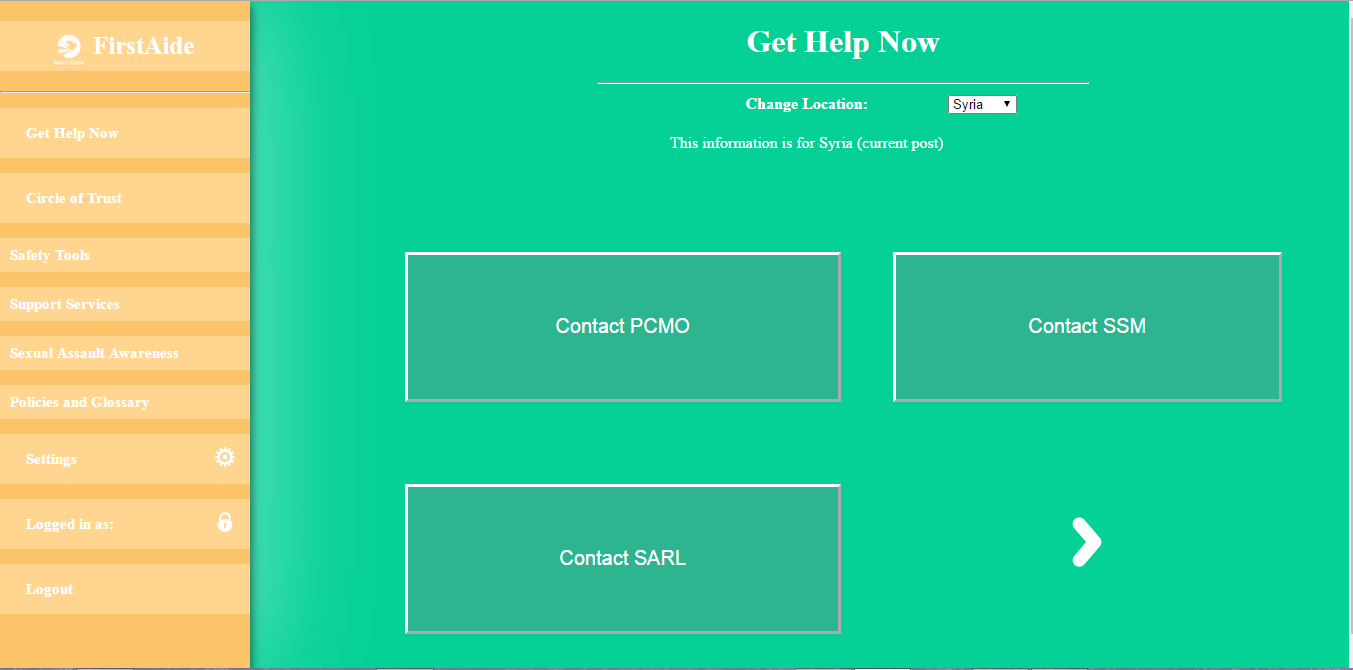 FirstAide
Get Help Now
Circle of Trust
Safety Tools
Support Services
Sexual Assault Awareness
Policies and Glossary
Settings
Logged in as:
Logout
Get Help Now
Change Location:
Syria
This information is for Syria (current post)
Contact PCMO
Contact SSM
Contact SARL